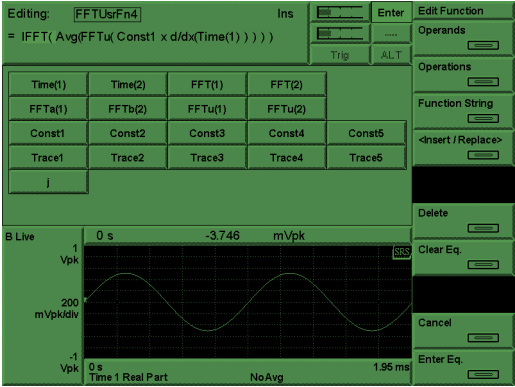 Editing: FFTUsrFn4 Ins Enter
= IFFT( Avg(FFTu( Const1 x d/dx(Time(1) ) ) ) ) ----
Trig ALT
Edit Function
Operands
Operations
Function String
<Insert / Replace>
Delete
Clear Eq.
Cancel
Enter Eq.
Time(1) Time(2) FFT(1) FFT(2)
FFTa(1) FFTb(2) FFTu(1) FFTu(2)
Const1 Const2 Const3 Const4 Const5
Trace1 Trace2 Trace3 Trace4 Trace5
j
B Live 0 s -3.746 mVpk
1
Vpk
SRS
200
mVpk/div
-1
Vpk
0 s 1.95 ms
Time 1 Real Part NoAvg